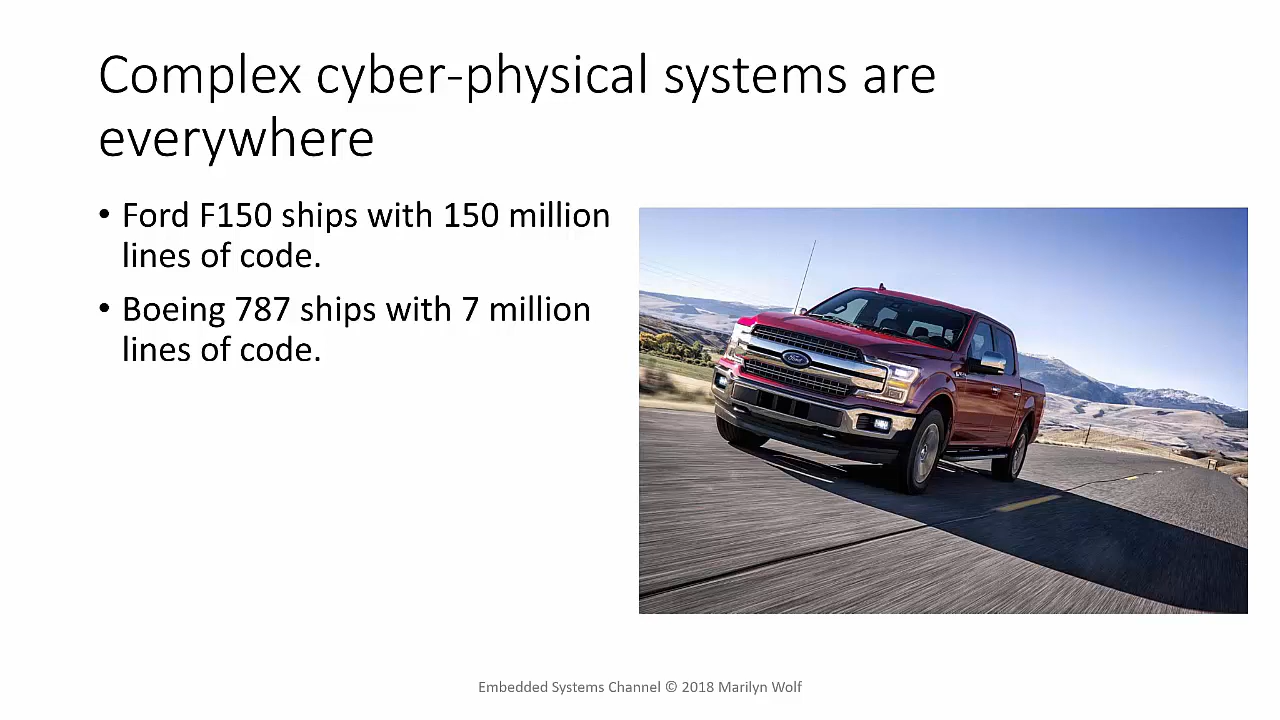 Complex cyber-physical systems are
everywhere
• Ford F150 ships with 150 million
lines of code.
• Boeing 787 ships with 7 million
lines of code.
Ford
Embedded Systems Channel © 2018 Marilyn Wolf